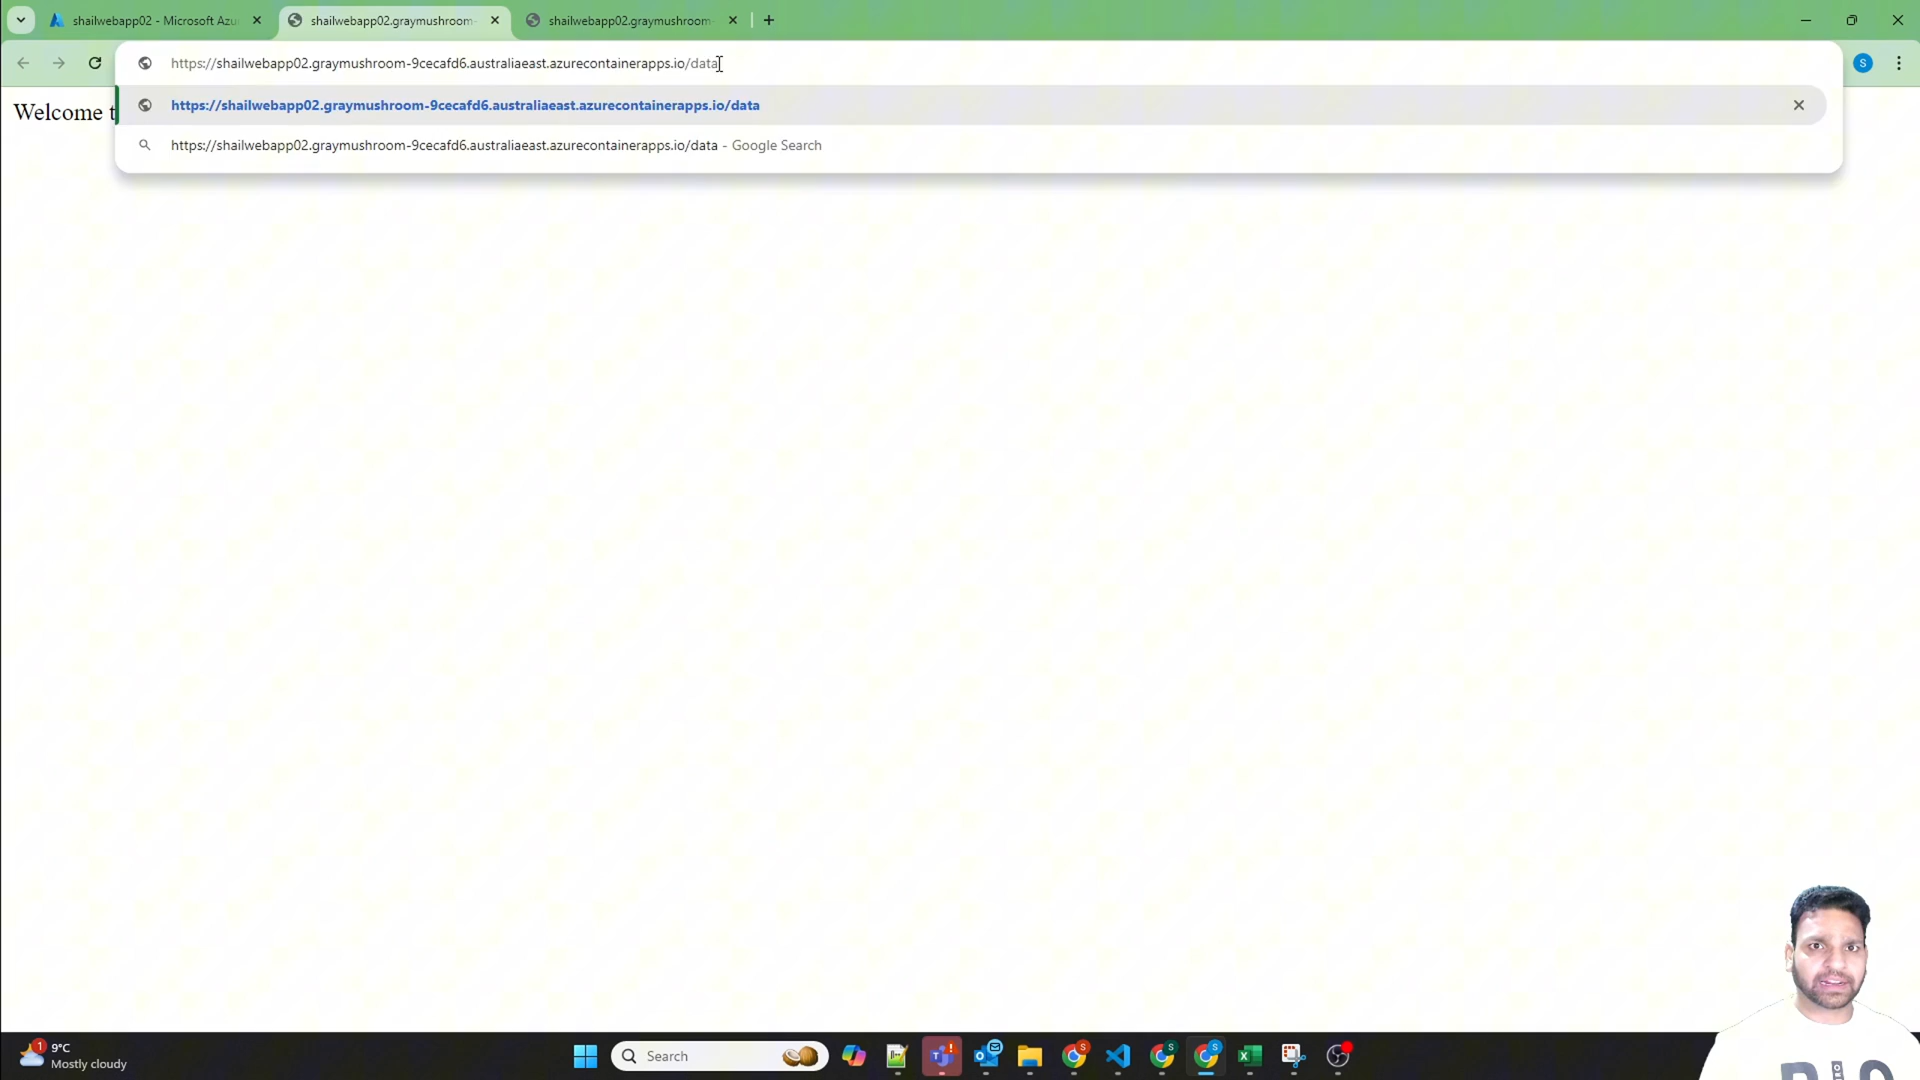 shailwebapp02 - Microsoft Azu
shailwebapp02.graymushroom-
shailwebapp02.graymushroom-
https://shailwebapp02.graymushroom-9cecafd6.australiaeast.azurecontainerapps.io/data
S
https://shailwebapp02.graymushroom-9cecafd6.australiaeast.azurecontainerapps.io/data
Welcome t
https://shailwebapp02.graymushroom-9cecafd6.australiaeast.azurecontainerapps.io/data - Google Search
1
9°C
Mostly cloudy
Search
S
S
S